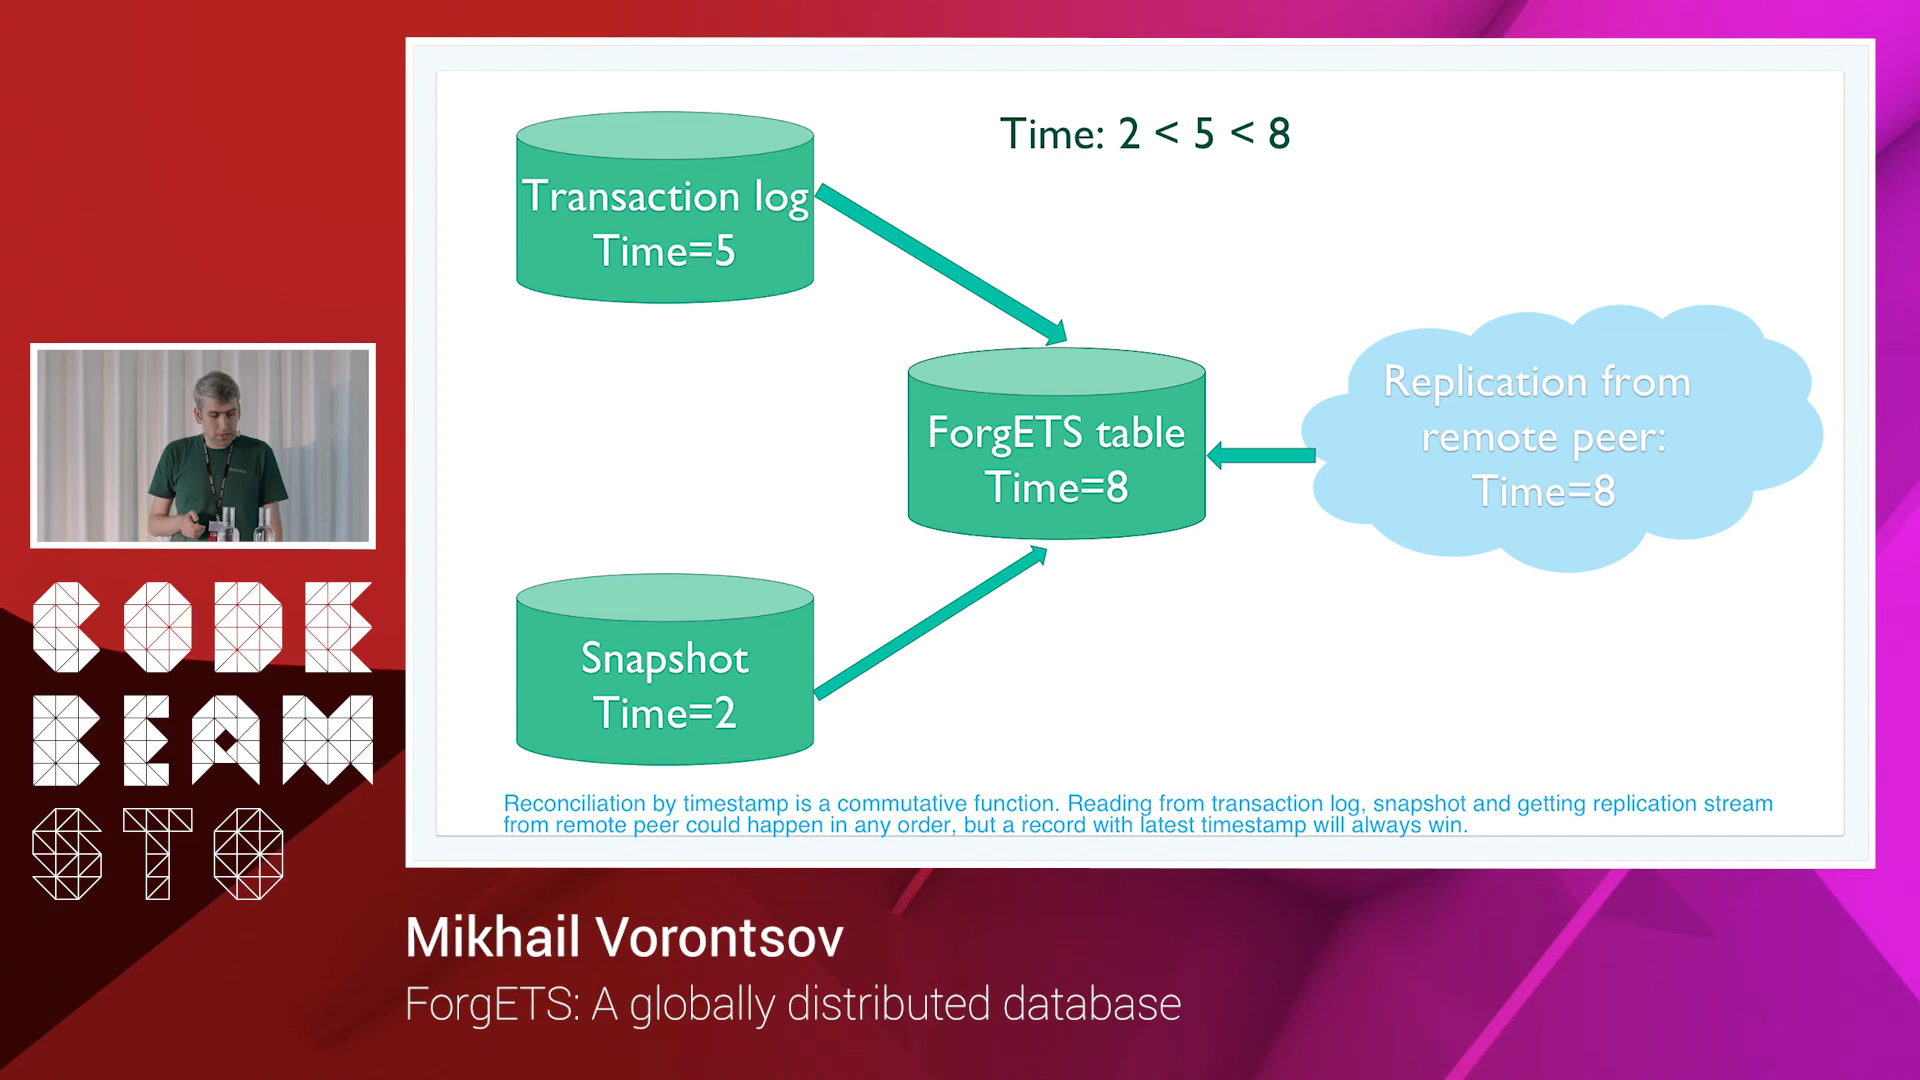 Time: 2 < 5 < 8
Transaction log
Time=5
ForgETS table
Time=8
Replication from
remote peer:
Time=8
Snapshot
Time=2
Reconciliation by timestamp is a commutative function. Reading from transaction log, snapshot and getting replication stream
from remote peer could happen in any order, but a record with latest timestamp will always win.
CODE
BEAM
STO
Mikhail Vorontsov
ForgETS: A globally distributed database